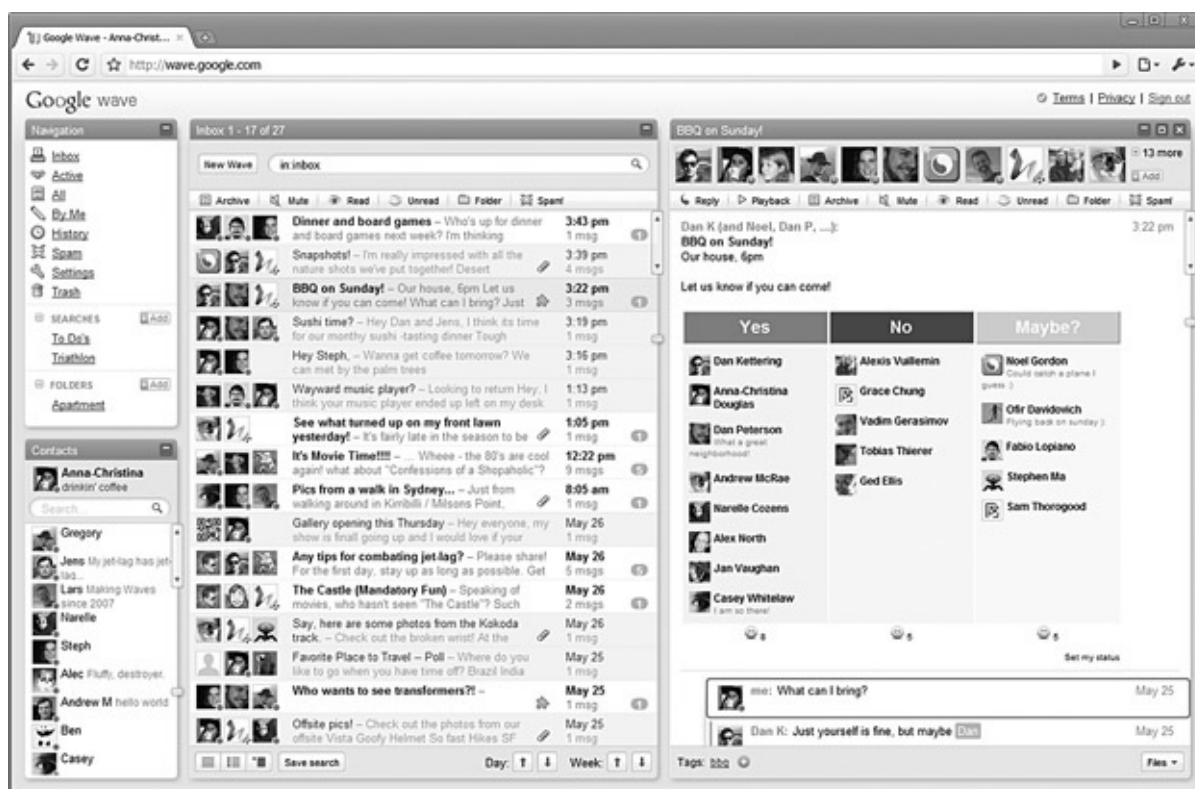 Google Wave - Anna-Christ...
http://wave.google.com
Google wave
Terms | Privacy | Sign out
Navigation
Inbox
Active
All
By Me
History
Spam
Settings
Trash
SEARCHES Add
To Do's
Triathlon
FOLDERS Add
Apartment
Contacts
Anna-Christina
drinkin' coffee
Search...
Gregory
Jens My jet-lag has jet-
lag...
Lars Making Waves
since 2007
Narelle
Steph
Alec Fluffy, destroyer.
Andrew M hello world
Ben
Casey
Inbox 1 - 17 of 27
New Wave in:inbox
Archive Mute Read Unread Folder Spam!
Dinner and board games – Who's up for dinner 3:43 pm
and board games next week? I'm thinking 1 msg 1
Snapshots! – I'm really impressed with all the 3:39 pm
nature shots we've put together! Desert 4 msgs
BBQ on Sunday! – Our house, 6pm Let us 3:22 pm
know if you can come! What can I bring? Just 3 msgs 1
Sushi time? – Hey Dan and Jens, I think its time 3:19 pm
for our monthy sushi -tasting dinner Tough 1 msg
Hey Steph, – Wanna get coffee tomorrow? We 3:16 pm
can met by the palm trees 1 msg
Wayward music player? – Looking to return Hey, I 1:13 pm
think your music player ended up left on my desk 1 msg
See what turned up on my front lawn 1:05 pm
yesterday! – It's fairly late in the season to be 1 msg 1
It's Movie Time!!!! – ... Wheee - the 80's are cool 12:22 pm
again! what about "Confessions of a Shopaholic"? 9 msgs 5
Pics from a walk in Sydney... – Just from 8:05 am
walking around in Kirribilli / Milsons Point, 1 msg 1
Gallery opening this Thursday – Hey everyone, my May 26
show is finall going up and I would love if your 1 msg
Any tips for combating jet-lag? – Please share! May 26
For the first day, stay up as long as possible. Get 5 msgs 5
The Castle (Mandatory Fun) – Speaking of May 26
movies, who hasn't seen "The Castle"? Such 2 msgs 1
Say, here are some photos from the Kokoda May 26
track. – Check out the broken wrist! At the 1 msg
Favorite Place to Travel – Poll – Where do you May 25
like to go when you have time off? Brazil India 1 msg
Who wants to see transformers?! – May 25
1 msg 1
Offsite pics! – Check out the photos from our May 25
offsite Vista Goofy Helmet So fast Hikes SF 1 msg
Save search Day: Week:
BBQ on Sunday!
13 more
Add
Reply Playback Archive Mute Read Unread Folder Spam!
Dan K (and Noel, Dan P, ...): 3:22 pm
BBQ on Sunday!
Our house, 6pm
Let us know if you can come!
Yes No Maybe?
Dan Kettering
Anna-Christina
Douglas
Dan Peterson
What a great
neighborhood!
Andrew McRae
Narelle Cozens
Alex North
Jan Vaughan
Casey Whitelaw
I am so there!
8
Alexis Vuillemin
Grace Chung
Vadim Gerasimov
Tobias Thierer
Ged Ellis
5
Noel Gordon
Could catch a plane I
guess :)
Ofir Davidovich
Flying back on sunday :)
Fabio Lopiano
Stephen Ma
Sam Thorogood
5
Set my status
me: What can I bring? May 25
Dan K: Just yourself is fine, but maybe Dan May 25
Tags: bbq Files